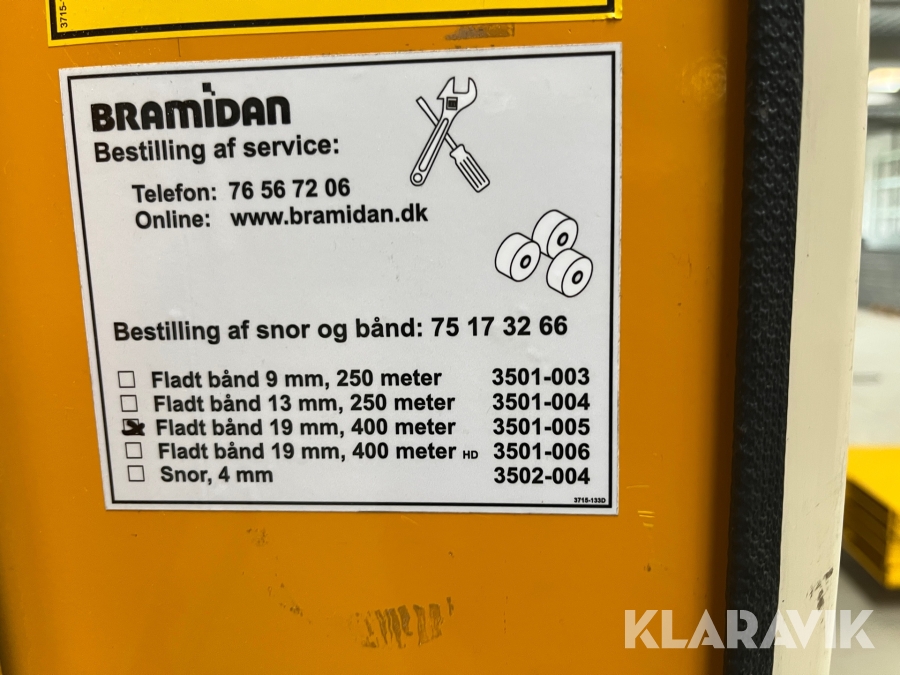 3715-
BRAMIDAN
Bestilling af service:
Telefon: 76 56 72 06
Online: www.bramidan.dk
Bestilling af snor og bånd: 75 17 32 66
Fladt bånd 9 mm, 250 meter 3501-003
Fladt bånd 13 mm, 250 meter 3501-004
Fladt bånd 19 mm, 400 meter 3501-005
Fladt bånd 19 mm, 400 meter HD 3501-006
Snor, 4 mm 3502-004
3715-133D
KLARAVIK